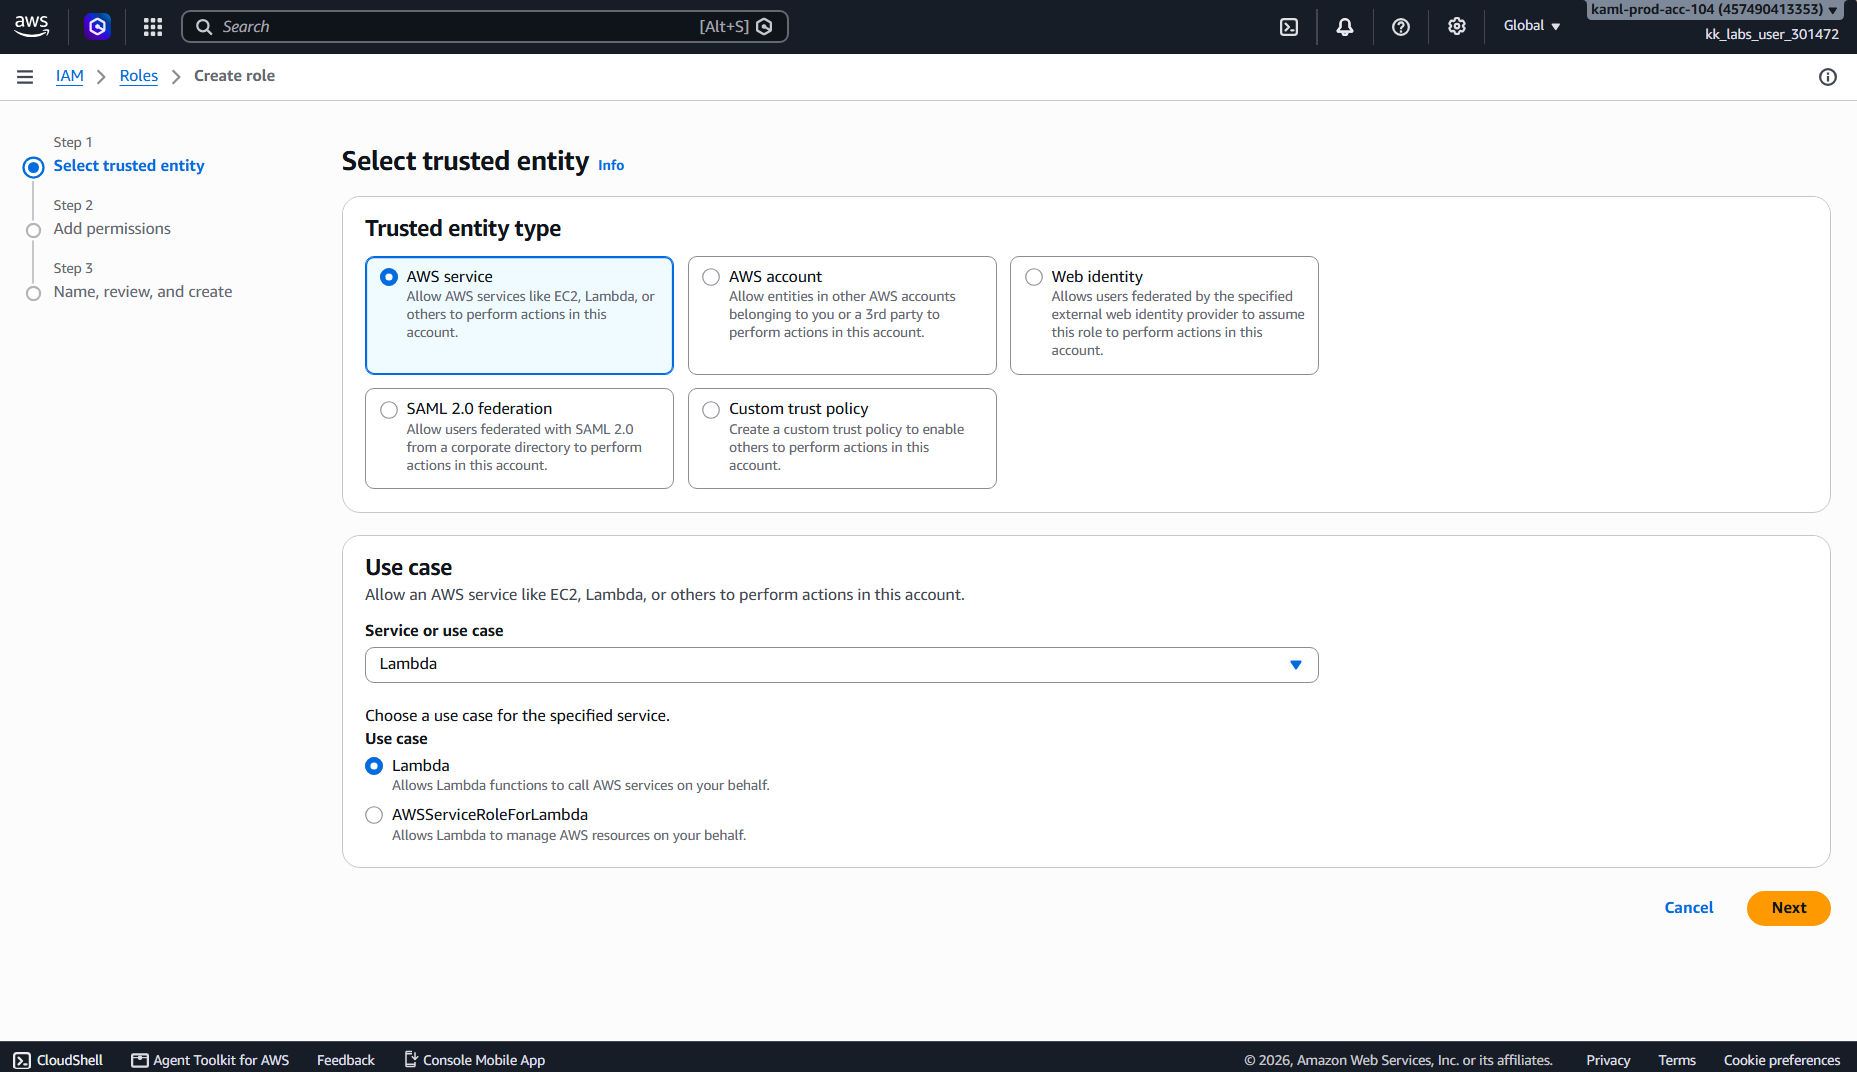 aws
Search
[Alt+S]
Global
kaml-prod-acc-104 (457490413353)
kk_labs_user_301472
IAM
Roles
Create role
Step 1
Select trusted entity
Step 2
Add permissions
Step 3
Name, review, and create
Select trusted entity
Info
Trusted entity type
AWS service
Allow AWS services like EC2, Lambda, or
others to perform actions in this
account.
AWS account
Allow entities in other AWS accounts
belonging to you or a 3rd party to
perform actions in this account.
Web identity
Allows users federated by the specified
external web identity provider to assume
this role to perform actions in this
account.
SAML 2.0 federation
Allow users federated with SAML 2.0
from a corporate directory to perform
actions in this account.
Custom trust policy
Create a custom trust policy to enable
others to perform actions in this
account.
Use case
Allow an AWS service like EC2, Lambda, or others to perform actions in this account.
Service or use case
Lambda
Choose a use case for the specified service.
Use case
Lambda
Allows Lambda functions to call AWS services on your behalf.
AWSServiceRoleForLambda
Allows Lambda to manage AWS resources on your behalf.
Cancel
Next
CloudShell
Agent Toolkit for AWS
Feedback
Console Mobile App
© 2026, Amazon Web Services, Inc. or its affiliates.
Privacy
Terms
Cookie preferences